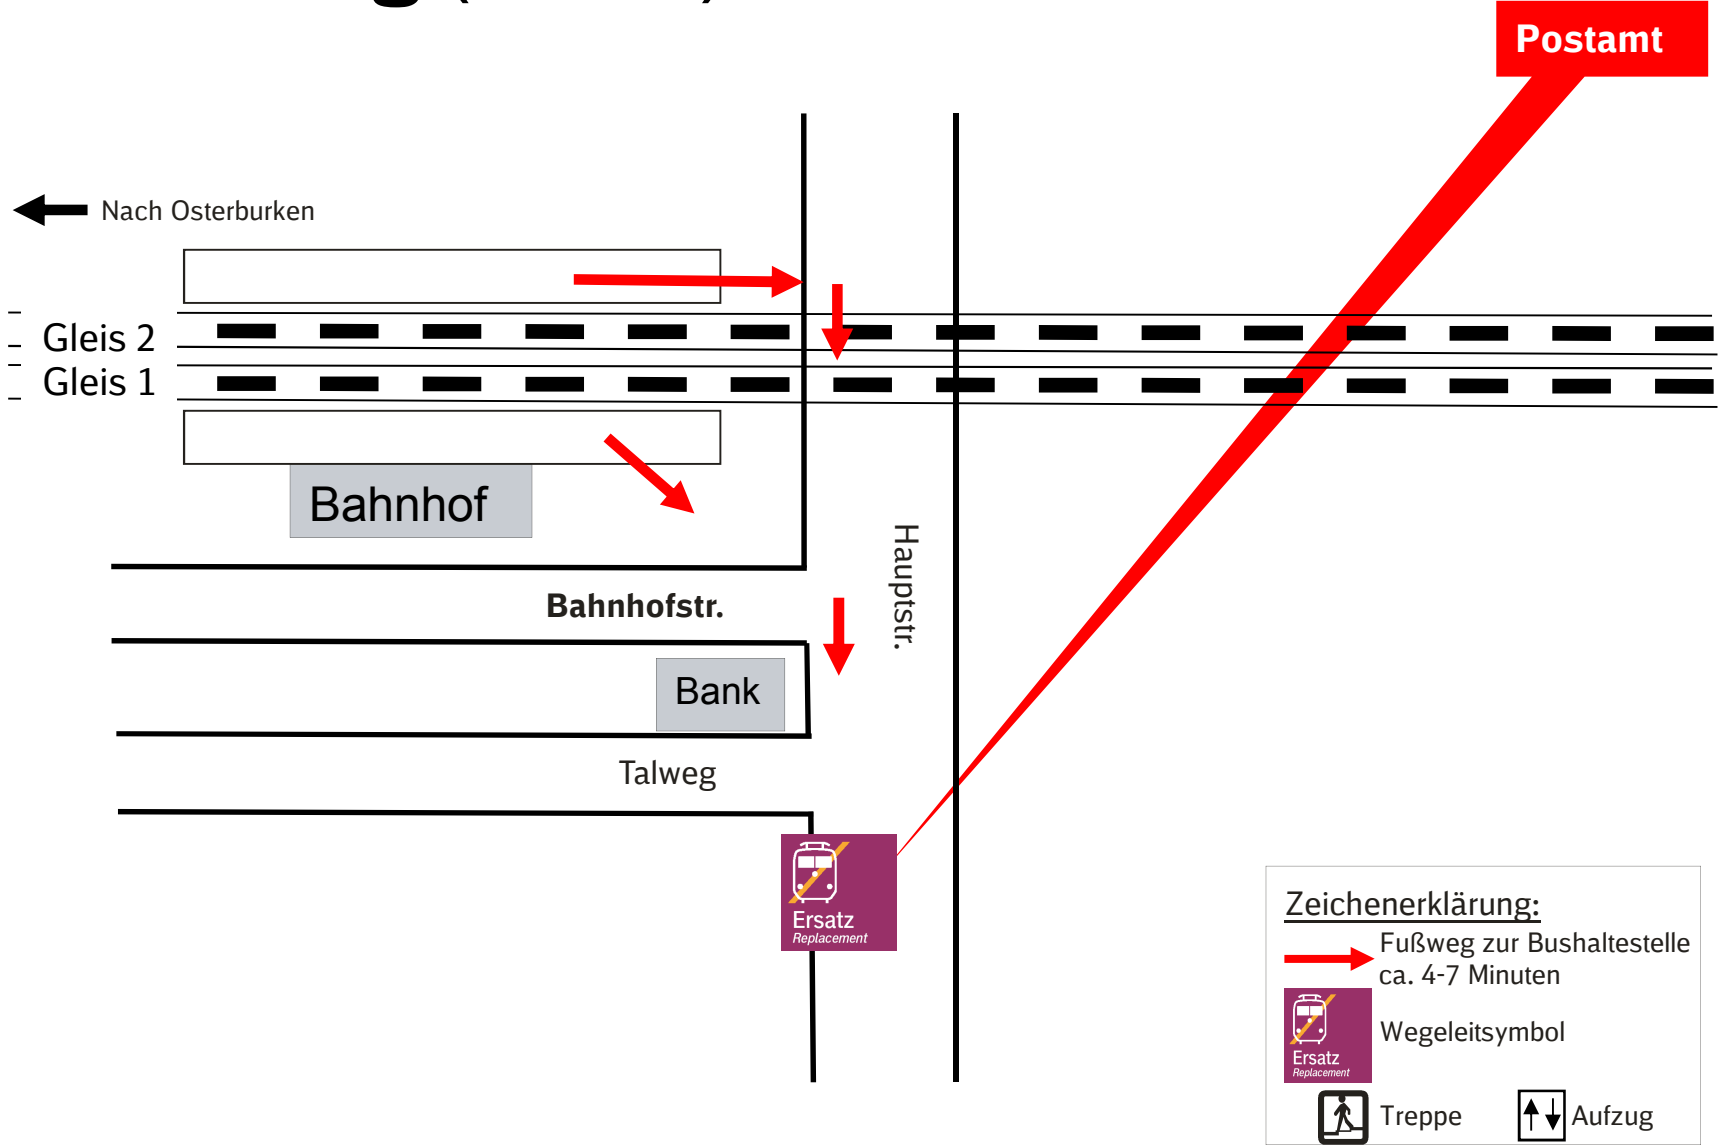 Postamt
Nach Osterburken
Gleis 2
Gleis 1
Bahnhof
Hauptstr.
Bahnhofstr.
Bank
Talweg
Ersatz
Replacement
Zeichenerklärung:
Fußweg zur Bushaltestelle
ca. 4-7 Minuten
Ersatz
Replacement
Wegeleitsymbol
Treppe
Aufzug